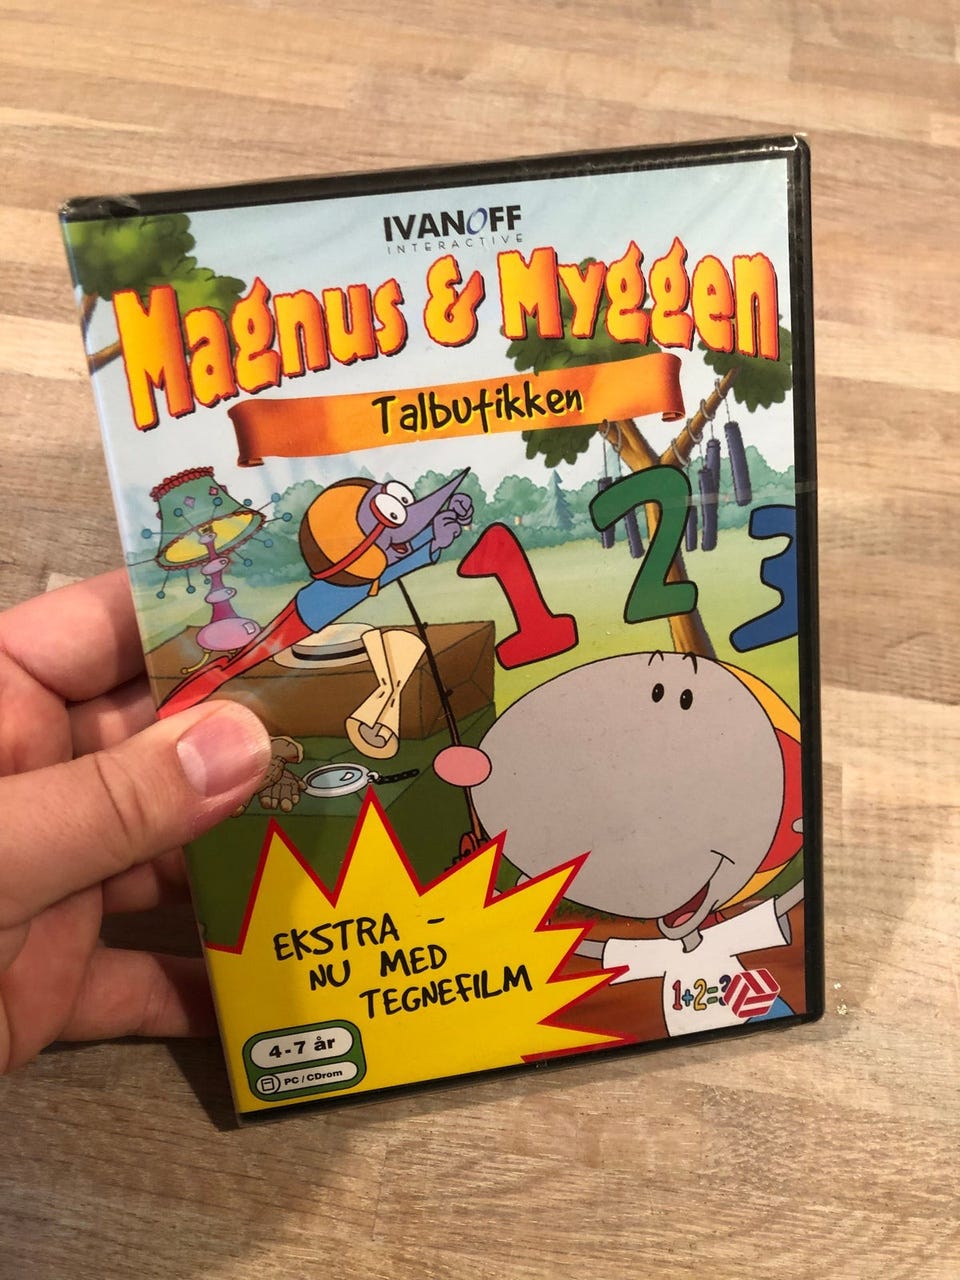 IVANOFF
INTERACTIVE
Magnus & Myggen
Talbutikken
1 2 3
EKSTRA -
NU MED
TEGNEFILM
1+2=3
4-7 år
PC / CDrom